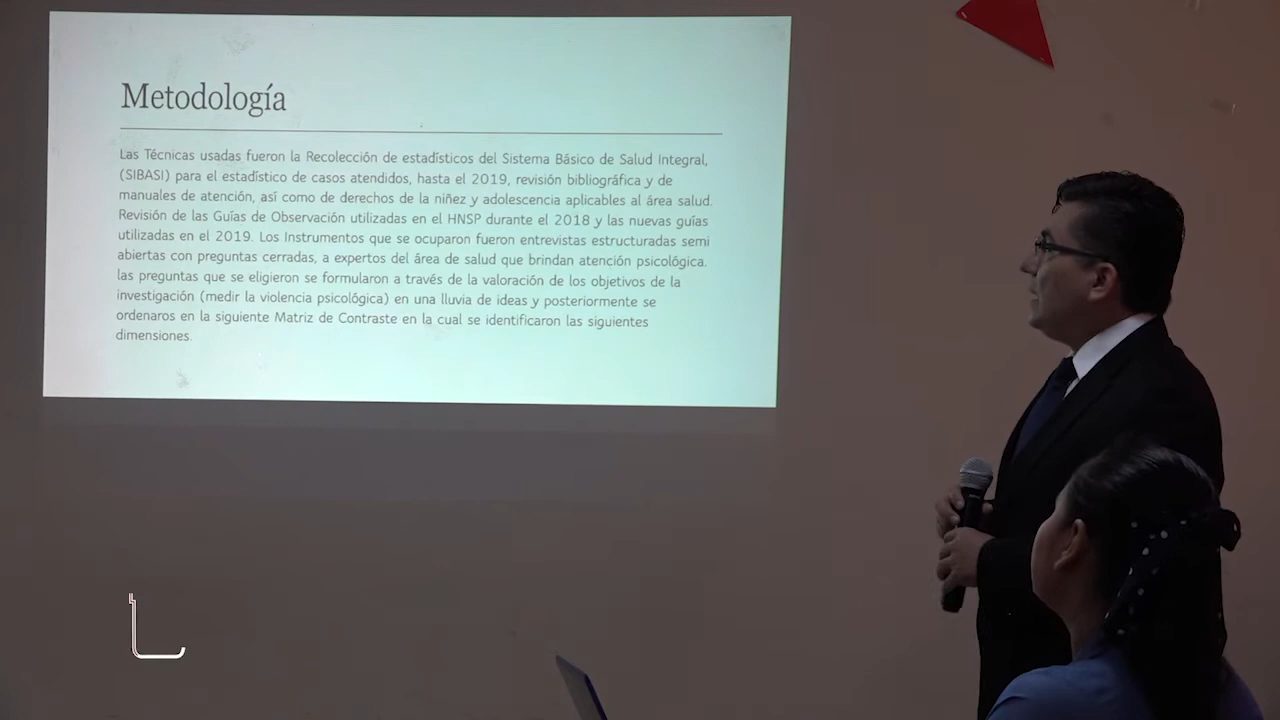 Metodología
Las Técnicas usadas fueron la Recolección de estadísticos del Sistema Básico de Salud Integral,
(SIBASI) para el estadístico de casos atendidos, hasta el 2019, revisión bibliográfica y de
manuales de atención, así como de derechos de la niñez y adolescencia aplicables al área salud.
Revisión de las Guías de Observación utilizadas en el HNSP durante el 2018 y las nuevas guías
utilizadas en el 2019. Los Instrumentos que se ocuparon fueron entrevistas estructuradas semi
abiertas con preguntas cerradas, a expertos del área de salud que brindan atención psicológica.
las preguntas que se eligieron se formularon a través de la valoración de los objetivos de la
investigación (medir la violencia psicológica) en una lluvia de ideas y posteriormente se
ordenaros en la siguiente Matriz de Contraste en la cual se identificaron las siguientes
dimensiones.